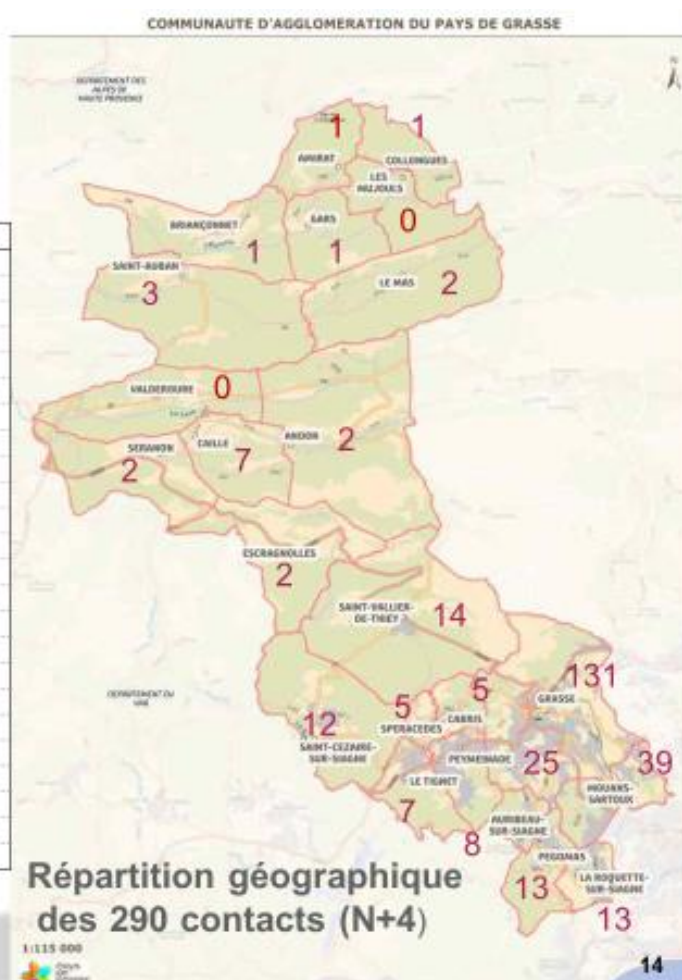 COMMUNAUTE D'AGGLOMERATION DU PAYS DE GRASSE
DEPARTEMENT DES
ALPES DE
HAUTE PROVENCE
N
1
1
AMIRAT
COLLONGUES
LES
MUJOULS
BRIANÇONNET
GARS
0
1
1
SAINT-AUBAN
3
LE MAS
2
VALDEROURE
0
SERANON
CAILLE
ANDON
2
7
2
ESCRAGNOLLES
2
SAINT-VALLIER-
DE-THIEY
14
DEPARTEMENT DU
VAR
131
5
5
GRASSE
12
SPERACEDES
CABRIS
SAINT-CEZAIRE-
SUR-SIAGNE
PEYMEINADE
25
39
LE TIGNET
MOUANS-
SARTOUX
7
AURIBEAU-
SUR-SIAGNE
8
PEGOMAS
13
LA ROQUETTE-
SUR-SIAGNE
13
Répartition géographique
des 290 contacts (N+4)
1:115 000
14